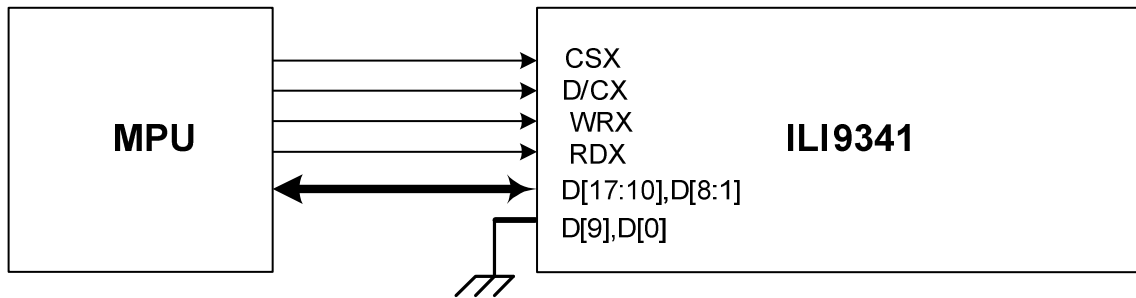 MPU
CSX
D/CX
WRX
RDX
D[17:10],D[8:1]
D[9],D[0]
ILI9341